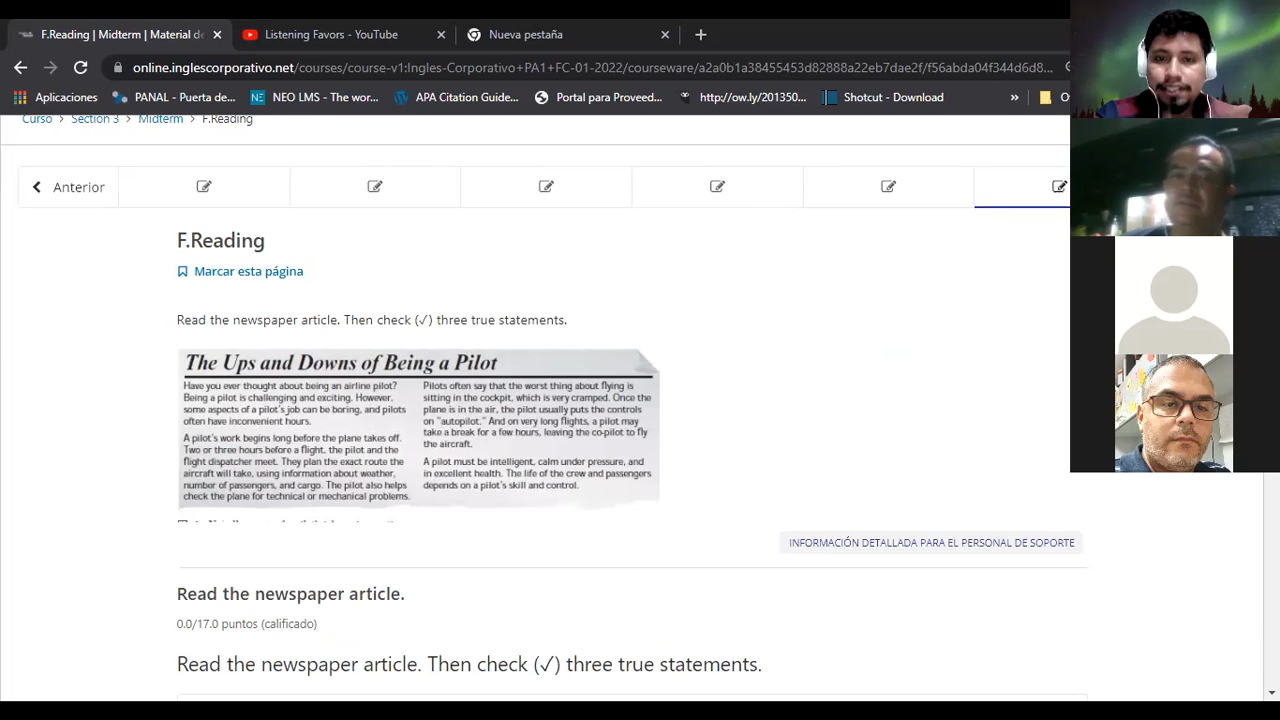 F.Reading | Midterm | Material de
Listening Favors - YouTube
Nueva pestaña
online.inglescorporativo.net/courses/course-v1:Ingles-Co
+PA1+FC-01-2022/courseware/
Aplicaciones
PANAL - Puerta de...
NEO LMS - The wor...
APA Citation Guide...
Portal para Proveed...
http://ow.ly/201350...
Shotcut - Download
»
Curso > Section 3 > Midterm > F.Reading
Anterior
F.Reading
Marcar esta página
Read the newspaper article. Then check (✓) three true statements.
The Ups and Downs of Being a Pilot
Have you ever thought about being an airline pilot?
Being a pilot is challenging and exciting. However,
some aspects of a pilot's job can be boring, and pilots
often have inconvenient hours.
A pilot's work begins long before the plane takes off.
Two or three hours before a flight, the pilot and the
flight dispatcher meet. They plan the exact route the
aircraft will take, using information about weather,
number of passengers, and cargo. The pilot also helps
check the plane for technical or mechanical problems.
Pilots often say that the worst thing about flying is
sitting in the cockpit, which is very cramped. Once the
plane is in the air, the pilot usually puts the controls
on "autopilot." And on very long flights, a pilot may
take a break for a few hours, leaving the co-pilot to fly
the aircraft.
A pilot must be intelligent, calm under pressure, and
in excellent health. The life of the crew and passengers
depends on a pilot's skill and control.
INFORMACIÓN DETALLADA PARA EL PERSONAL DE SOPORTE
Read the newspaper article.
0.0/17.0 puntos (calificado)
Read the newspaper article. Then check (✓) three true statements.